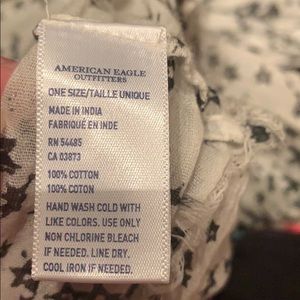 AMERICAN EAGLE
OUTFITTERS
ONE SIZE/TAILLE UNIQUE
MADE IN INDIA
FABRIQUÉ EN INDE
RN 54485
CA 03873
100% COTTON
100% COTON
HAND WASH COLD WITH
LIKE COLORS. USE ONLY
NON CHLORINE BLEACH
IF NEEDED. LINE DRY.
COOL IRON IF NEEDED.